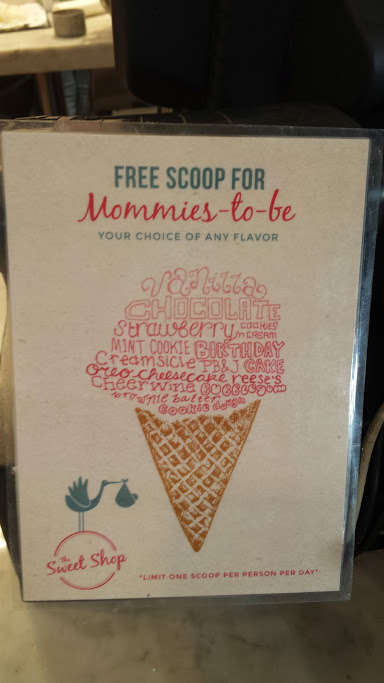 FREE SCOOP FOR
Mommies-to-be
YOUR CHOICE OF ANY FLAVOR
vanilla
CHOCOLATE
strawberry COOKIES
'n CREAM
MINT COOKIE BIRTHDAY
Creamsicle PB&J CAKE
oreo cheesecake reese's
cheerwine BUBBLEGUM
brownie batter
cookie dough
The
Sweet Shop
"LIMIT ONE SCOOP PER PERSON PER DAY"